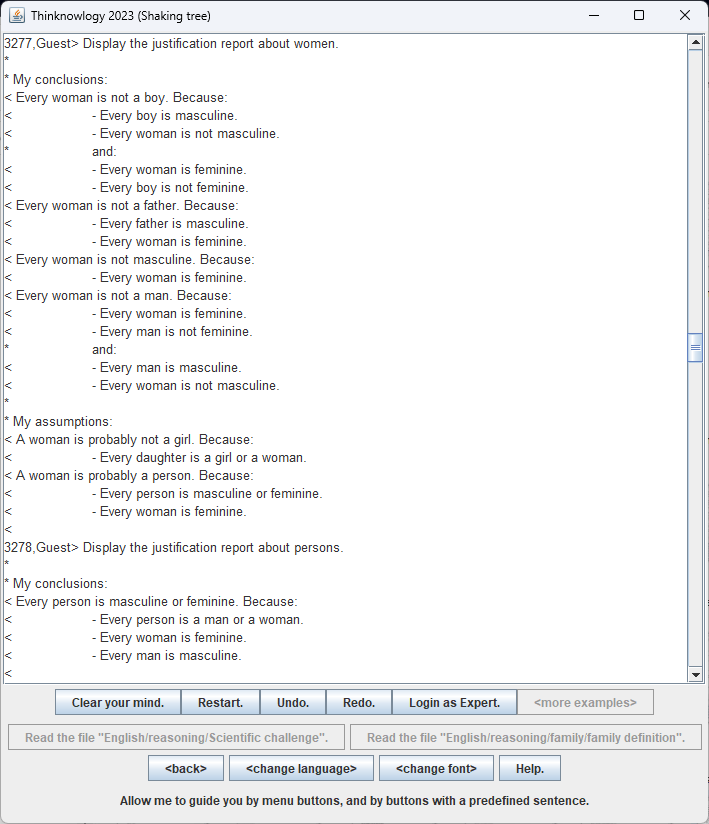 Thinknowlogy 2023 (Shaking tree)
3277,Guest> Display the justification report about women.
*
* My conclusions:
< Every woman is not a boy. Because:
< - Every boy is masculine.
< - Every woman is not masculine.
* and:
< - Every woman is feminine.
< - Every boy is not feminine.
< Every woman is not a father. Because:
< - Every father is masculine.
< - Every woman is feminine.
< Every woman is not masculine. Because:
< - Every woman is feminine.
< Every woman is not a man. Because:
< - Every woman is feminine.
< - Every man is not feminine.
* and:
< - Every man is masculine.
< - Every woman is not masculine.
*
* My assumptions:
< A woman is probably not a girl. Because:
< - Every daughter is a girl or a woman.
< A woman is probably a person. Because:
< - Every person is masculine or feminine.
< - Every woman is feminine.
<
3278,Guest> Display the justification report about persons.
*
* My conclusions:
< Every person is masculine or feminine. Because:
< - Every person is a man or a woman.
< - Every woman is feminine.
< - Every man is masculine.
<
Clear your mind. Restart. Undo. Redo. Login as Expert. <more examples>
Read the file "English/reasoning/Scientific challenge". Read the file "English/reasoning/family/family definition".
<back> <change language> <change font> Help.
Allow me to guide you by menu buttons, and by buttons with a predefined sentence.